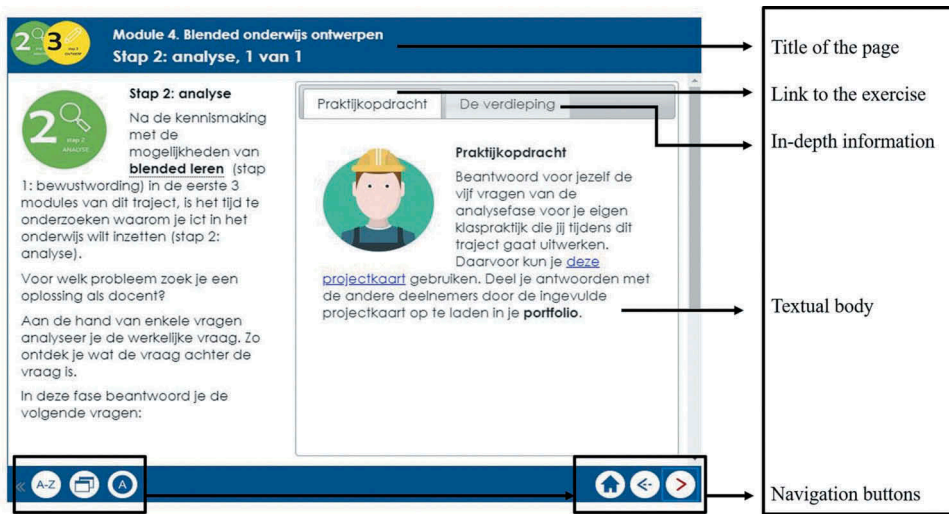 2 3
Module 4. Blended onderwijs ontwerpen
Stap 2: analyse, 1 van 1
2
stap 2
ANALYSE
Stap 2: analyse
Na de kennismaking
met de
mogelijkheden van
blended leren (stap
1: bewustwording) in de eerste 3
modules van dit traject, is het tijd te
onderzoeken waarom je ict in het
onderwijs wilt inzetten (stap 2:
analyse).
Voor welk probleem zoek je een
oplossing als docent?
Aan de hand van enkele vragen
analyseer je de werkelijke vraag. Zo
ontdek je wat de vraag achter de
vraag is.
In deze fase beantwoord je de
volgende vragen:
Praktijkopdracht
De verdieping
Praktijkopdracht
Beantwoord voor jezelf de
vijf vragen van de
analysefase voor je eigen
klaspraktijk die jij tijdens dit
traject gaat uitwerken.
Daarvoor kun je deze
projectkaart gebruiken. Deel je antwoorden met
de andere deelnemers door de ingevulde
projectkaart op te laden in je portfolio.
A-Z
A
Title of the page
Link to the exercise
In-depth information
Textual body
Navigation buttons